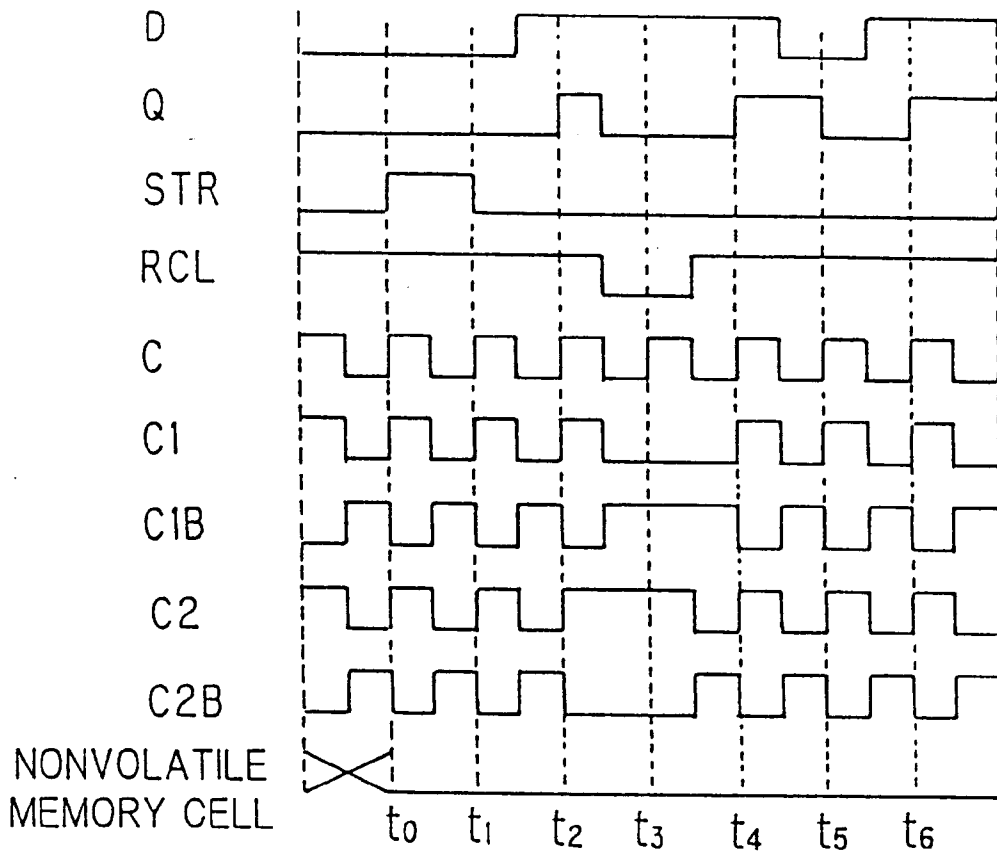 D
Q
STR
RCL
C
C1
C1B
C2
C2B
NONVOLATILE
MEMORY CELL
t0 t1 t2 t3 t4 t5 t6